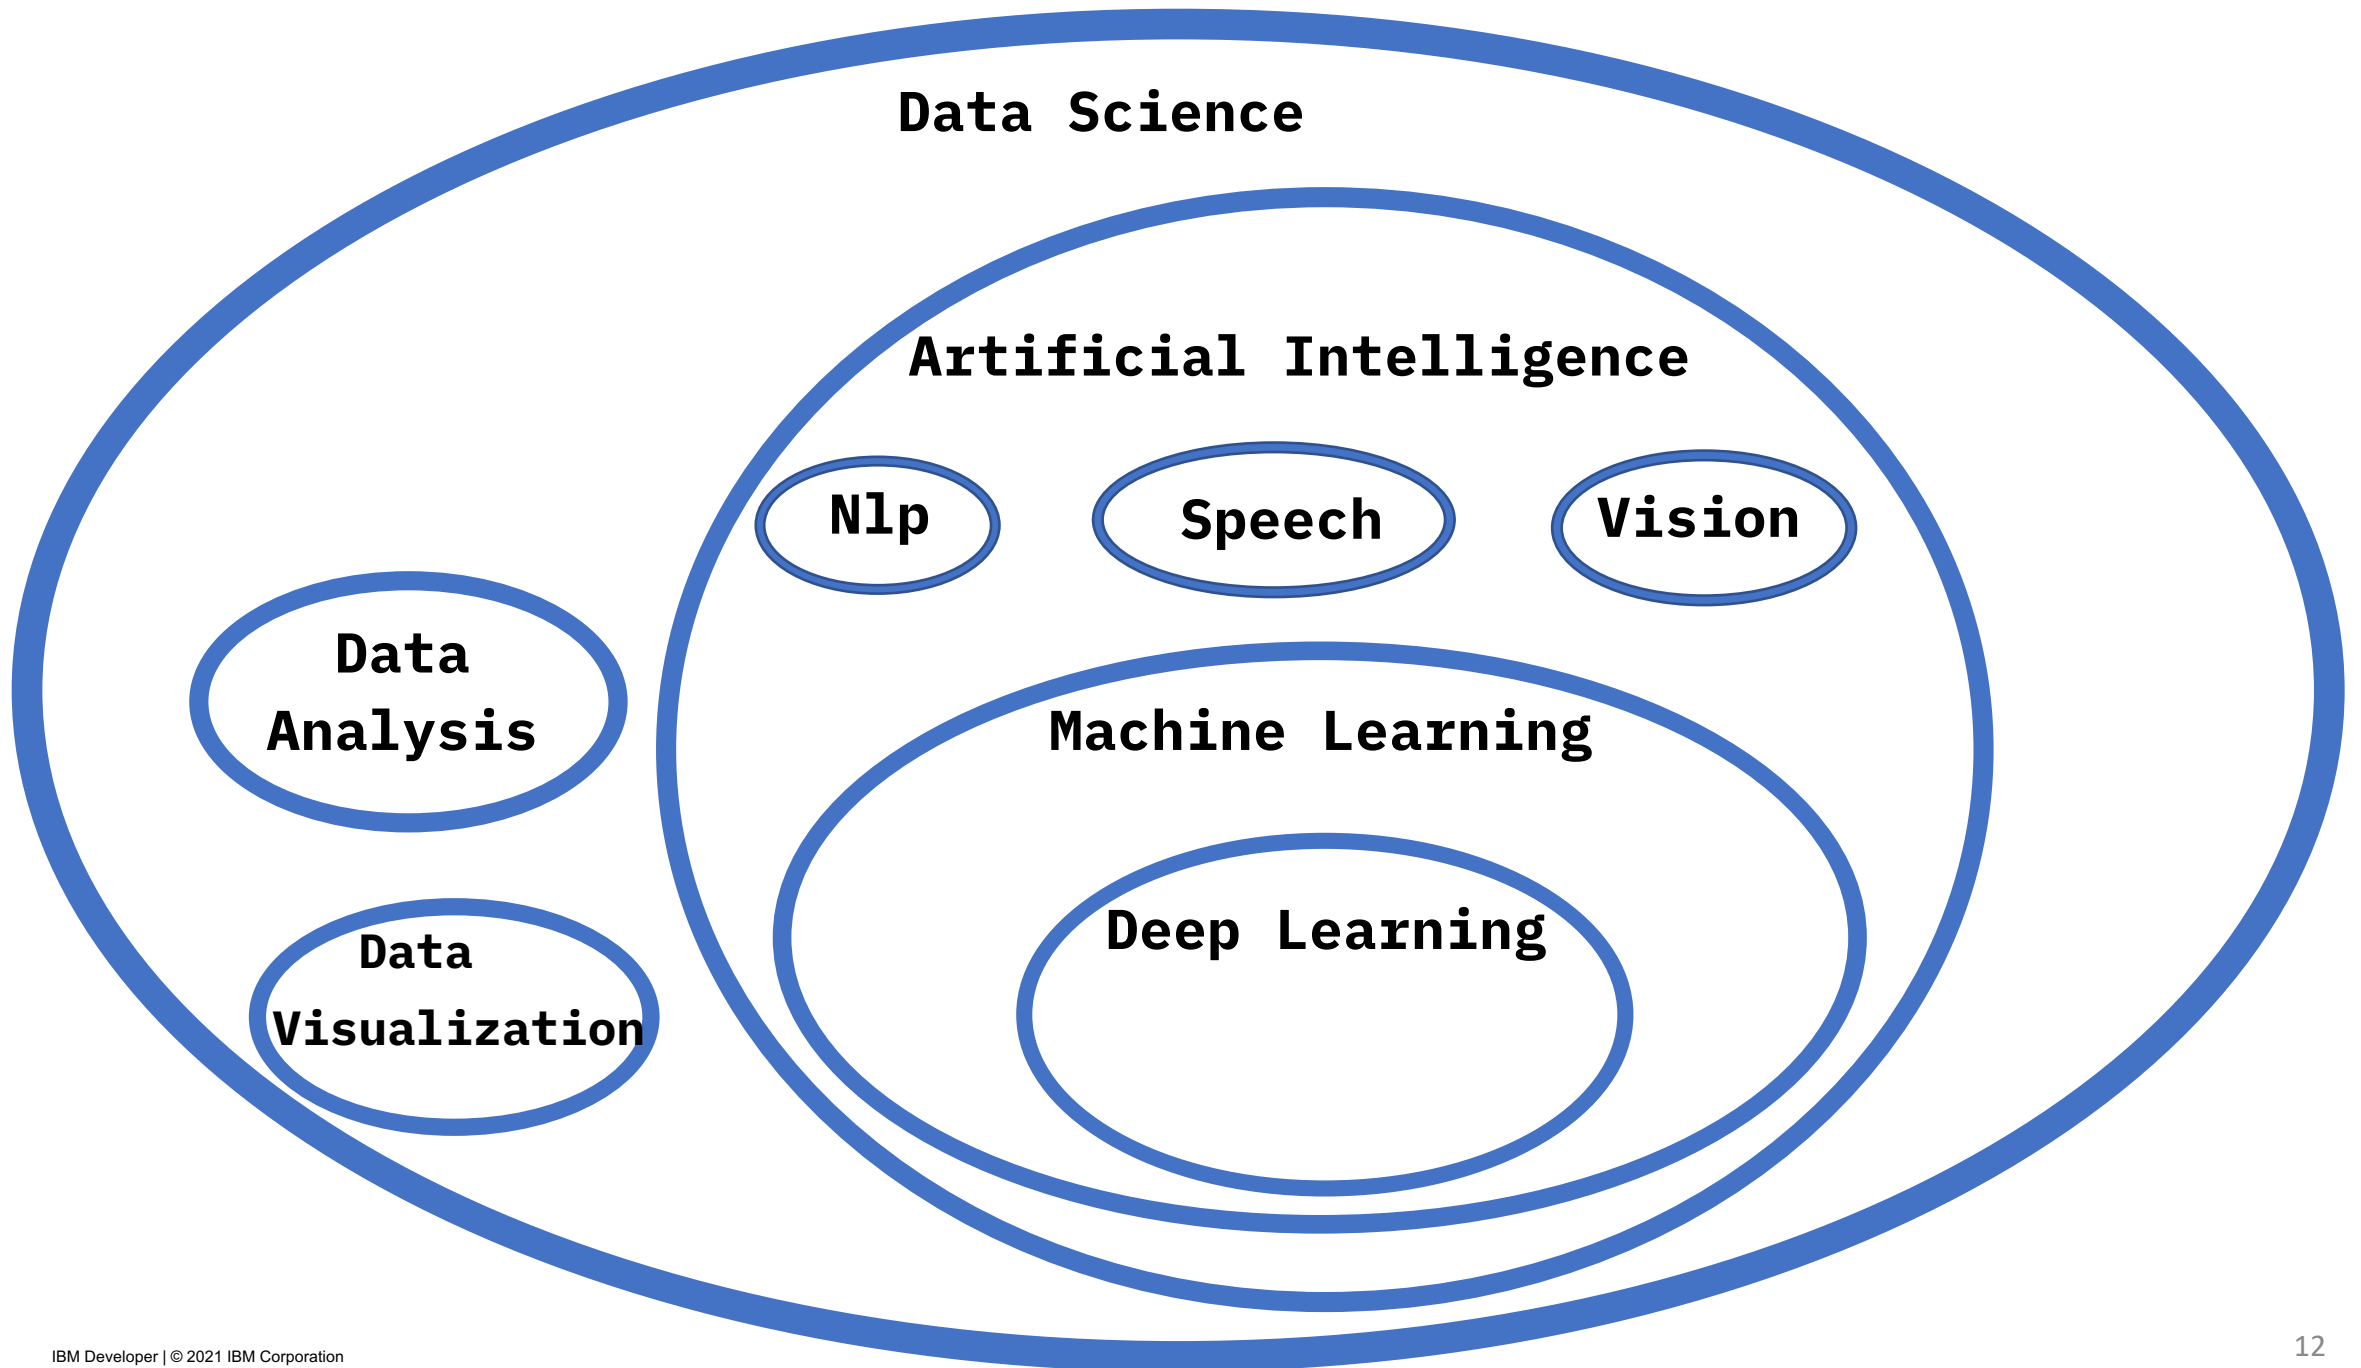 Data Science
Artificial Intelligence
Nlp
Speech
Vision
Data
Analysis
Machine Learning
Deep Learning
Data
Visualization
IBM Developer | © 2021 IBM Corporation
12